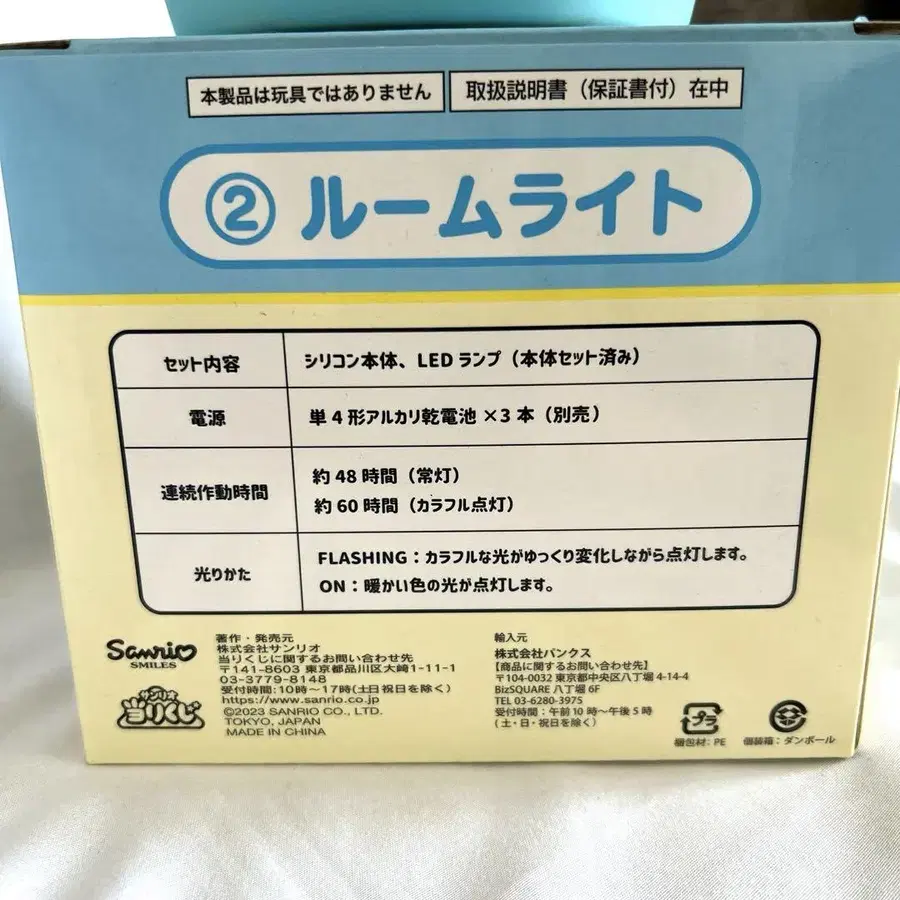 本製品は玩具ではありません
取扱説明書（保証書付）在中
② ルームライト
セット内容
シリコン本体、LEDランプ（本体セット済み）
電源
単4形アルカリ乾電池×3本（別売）
連続作動時間
約48時間（常灯）
約60時間（カラフル点灯）
光りかた
FLASHING：カラフルな光がゆっくり変化しながら点灯します。
ON：暖かい色の光が点灯します。
Sanrio
SMILES
サンリオ
当りくじ
著作・発売元
株式会社サンリオ
当りくじに関するお問い合わせ先
〒141-8603 東京都品川区大崎1-11-1
03-3779-8148
受付時間:10時〜17時(土日祝日を除く)
https://www.sanrio.co.jp
©2023 SANRIO CO., LTD.
TOKYO, JAPAN
MADE IN CHINA
輸入元
株式会社パンクス
【商品に関するお問い合わせ】
〒104-0032 東京都中央区八丁堀 4-14-4
BizSQUARE 八丁堀 6F
TEL 03-6280-3975
受付時間：午前10時〜午後5時
（土・日・祝日を除く）
プラ
梱包材：PE
個装箱：ダンボール